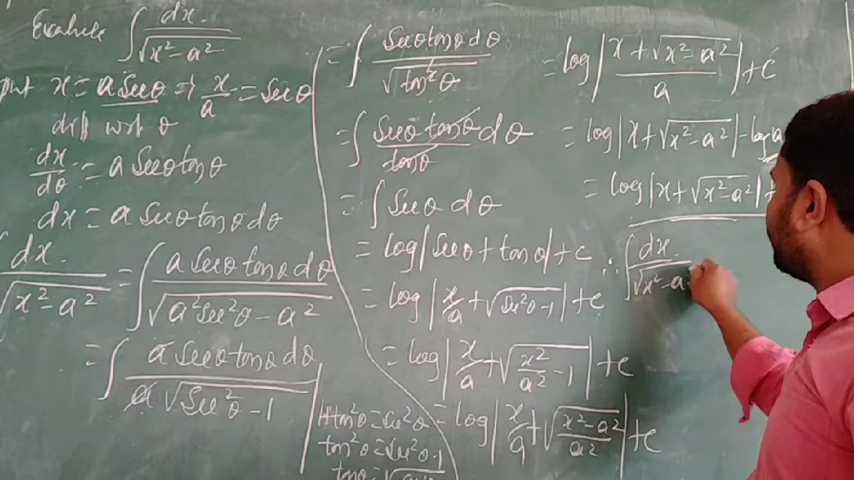 Evaluate ∫ dx / √(x² - a²)
put x = a secθ ⇒ x/a = secθ
diff wrt θ
dx/dθ = a secθ tanθ
dx = a secθ tanθ dθ
∫ dx / √(x² - a²) = ∫ a secθ tanθ dθ / √(a² sec²θ - a²)
= ∫ a secθ tanθ dθ / a √(sec²θ - 1)
1+tan²θ = sec²θ
tan²θ = sec²θ - 1
tanθ = √
= ∫ secθ tanθ dθ / √(tan²θ)
= ∫ secθ tanθ dθ / tanθ
= ∫ secθ dθ
= log|secθ + tanθ| + c
= log|x/a + √(sec²θ - 1)| + c
= log|x/a + √(x²/a² - 1)| + c
= log|x/a + √((x² - a²)/a²)| + c
= log|(x + √(x² - a²))/a| + c
= log|x + √(x² - a²)| - log a
= log|x + √(x² - a²)| +
∴ ∫ dx / √(x² - a